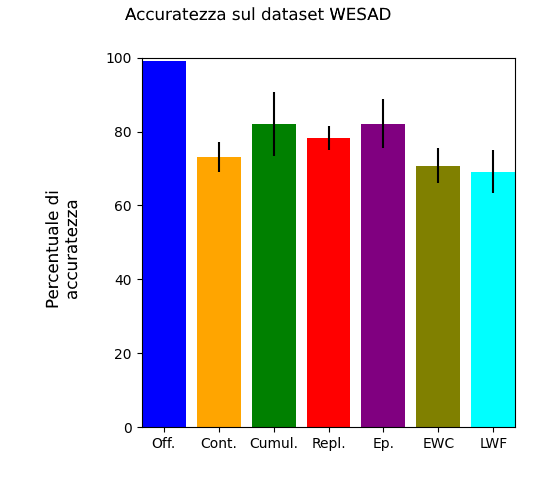 Accuratezza sul dataset WESAD
Percentuale di
accuratezza
100
80
60
40
20
0
Off. Cont. Cumul. Repl. Ep. EWC LWF